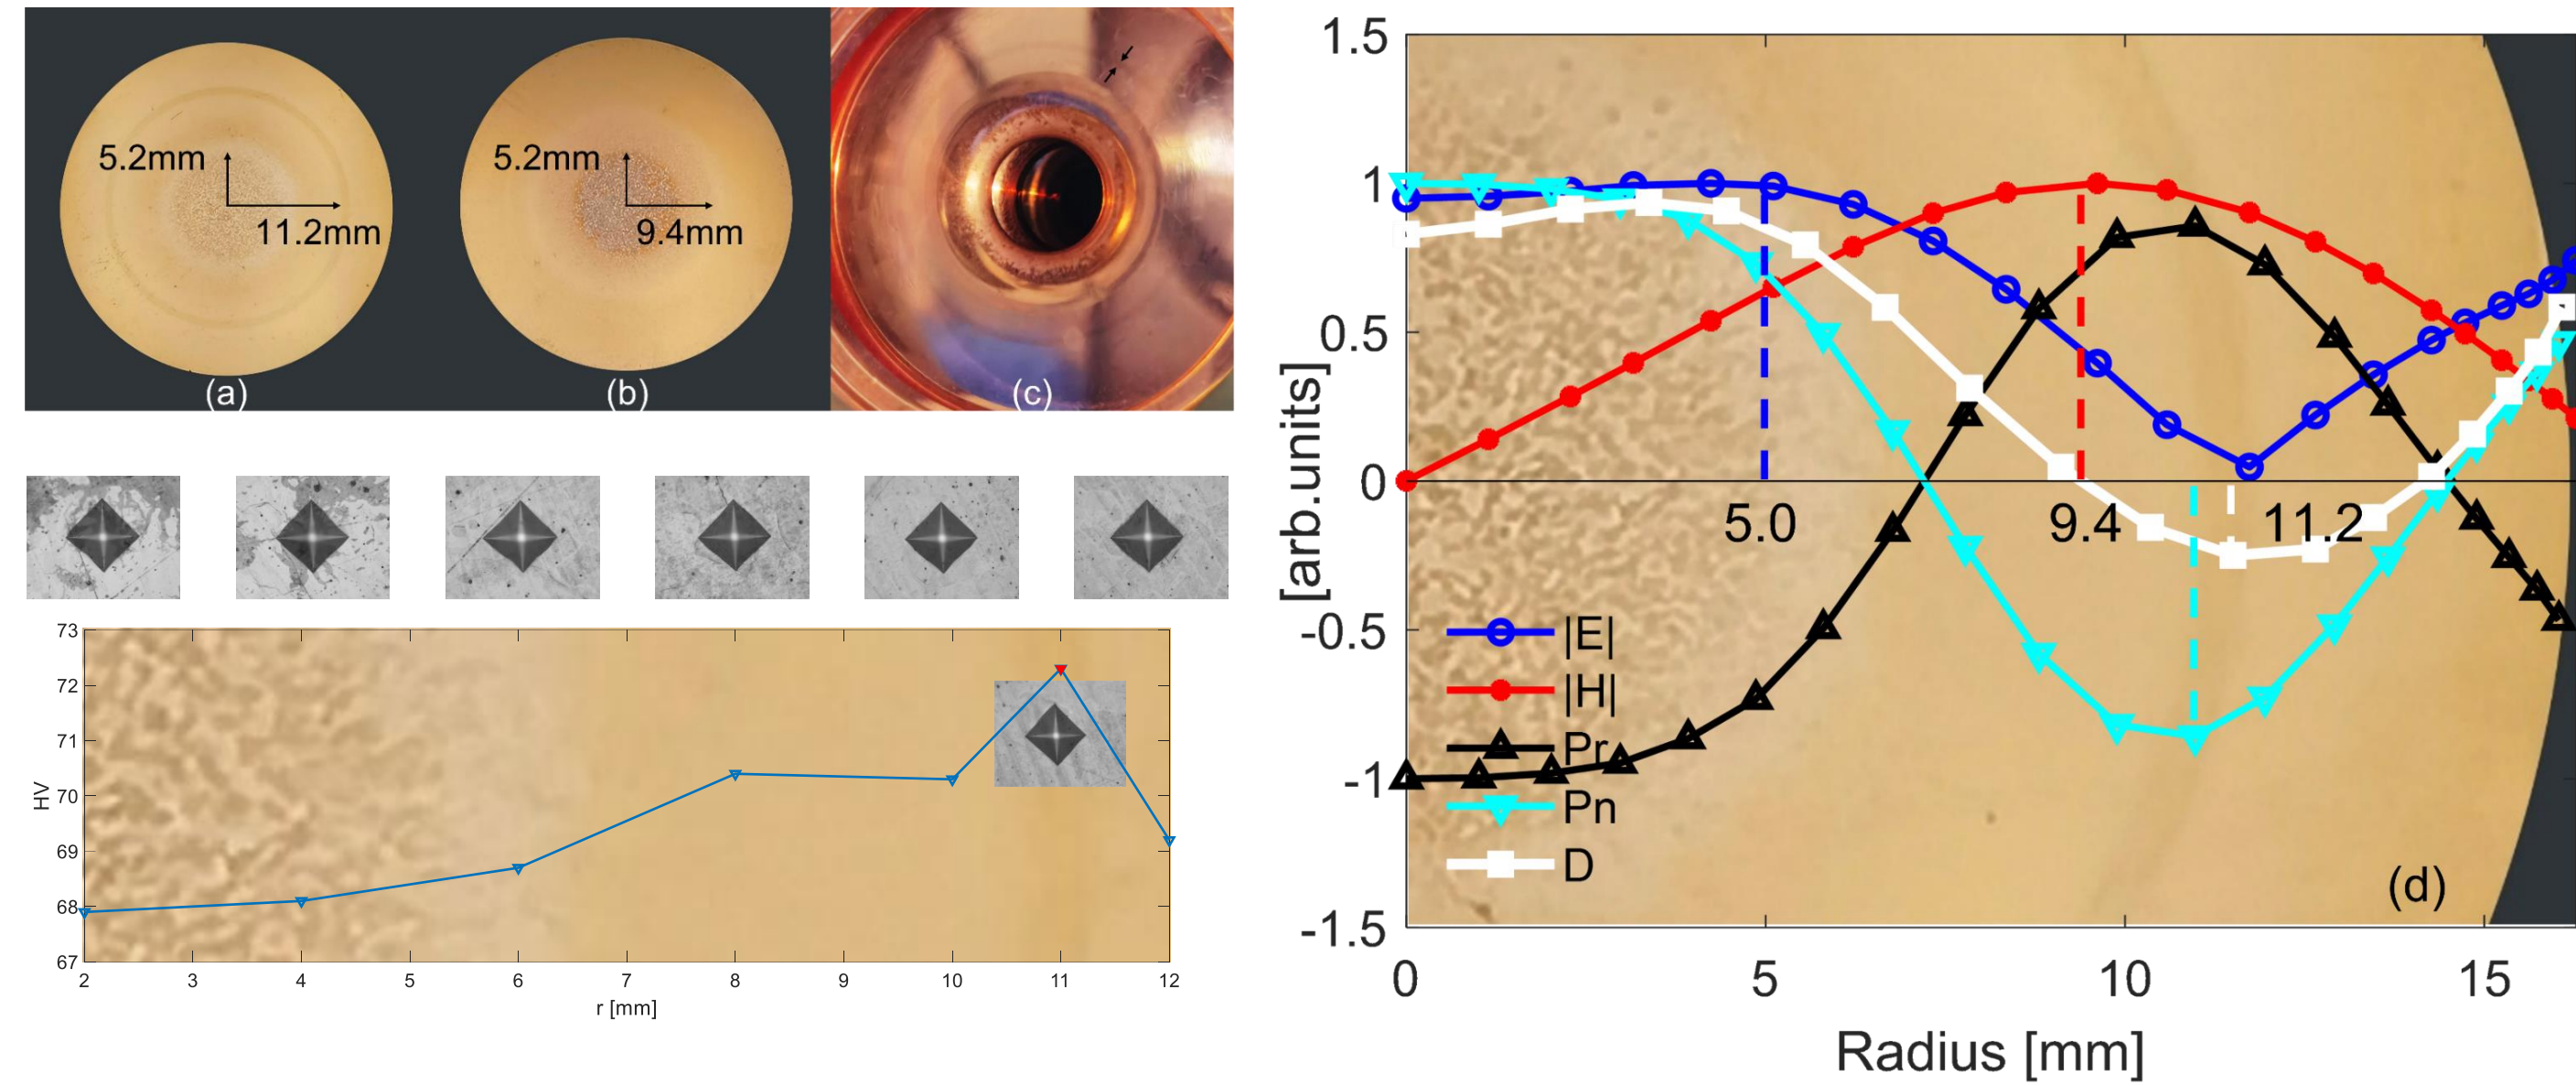 5.2mm
11.2mm
(a)
5.2mm
9.4mm
(b)
(c)
73
72
71
70
69
68
67
HV
2 3 4 5 6 7 8 9 10 11 12
r [mm]
1.5
1
0.5
0
-0.5
-1
-1.5
[arb.units]
5.0 9.4 11.2
|E|
|H|
Pr
Pn
D
(d)
0 5 10 15
Radius [mm]